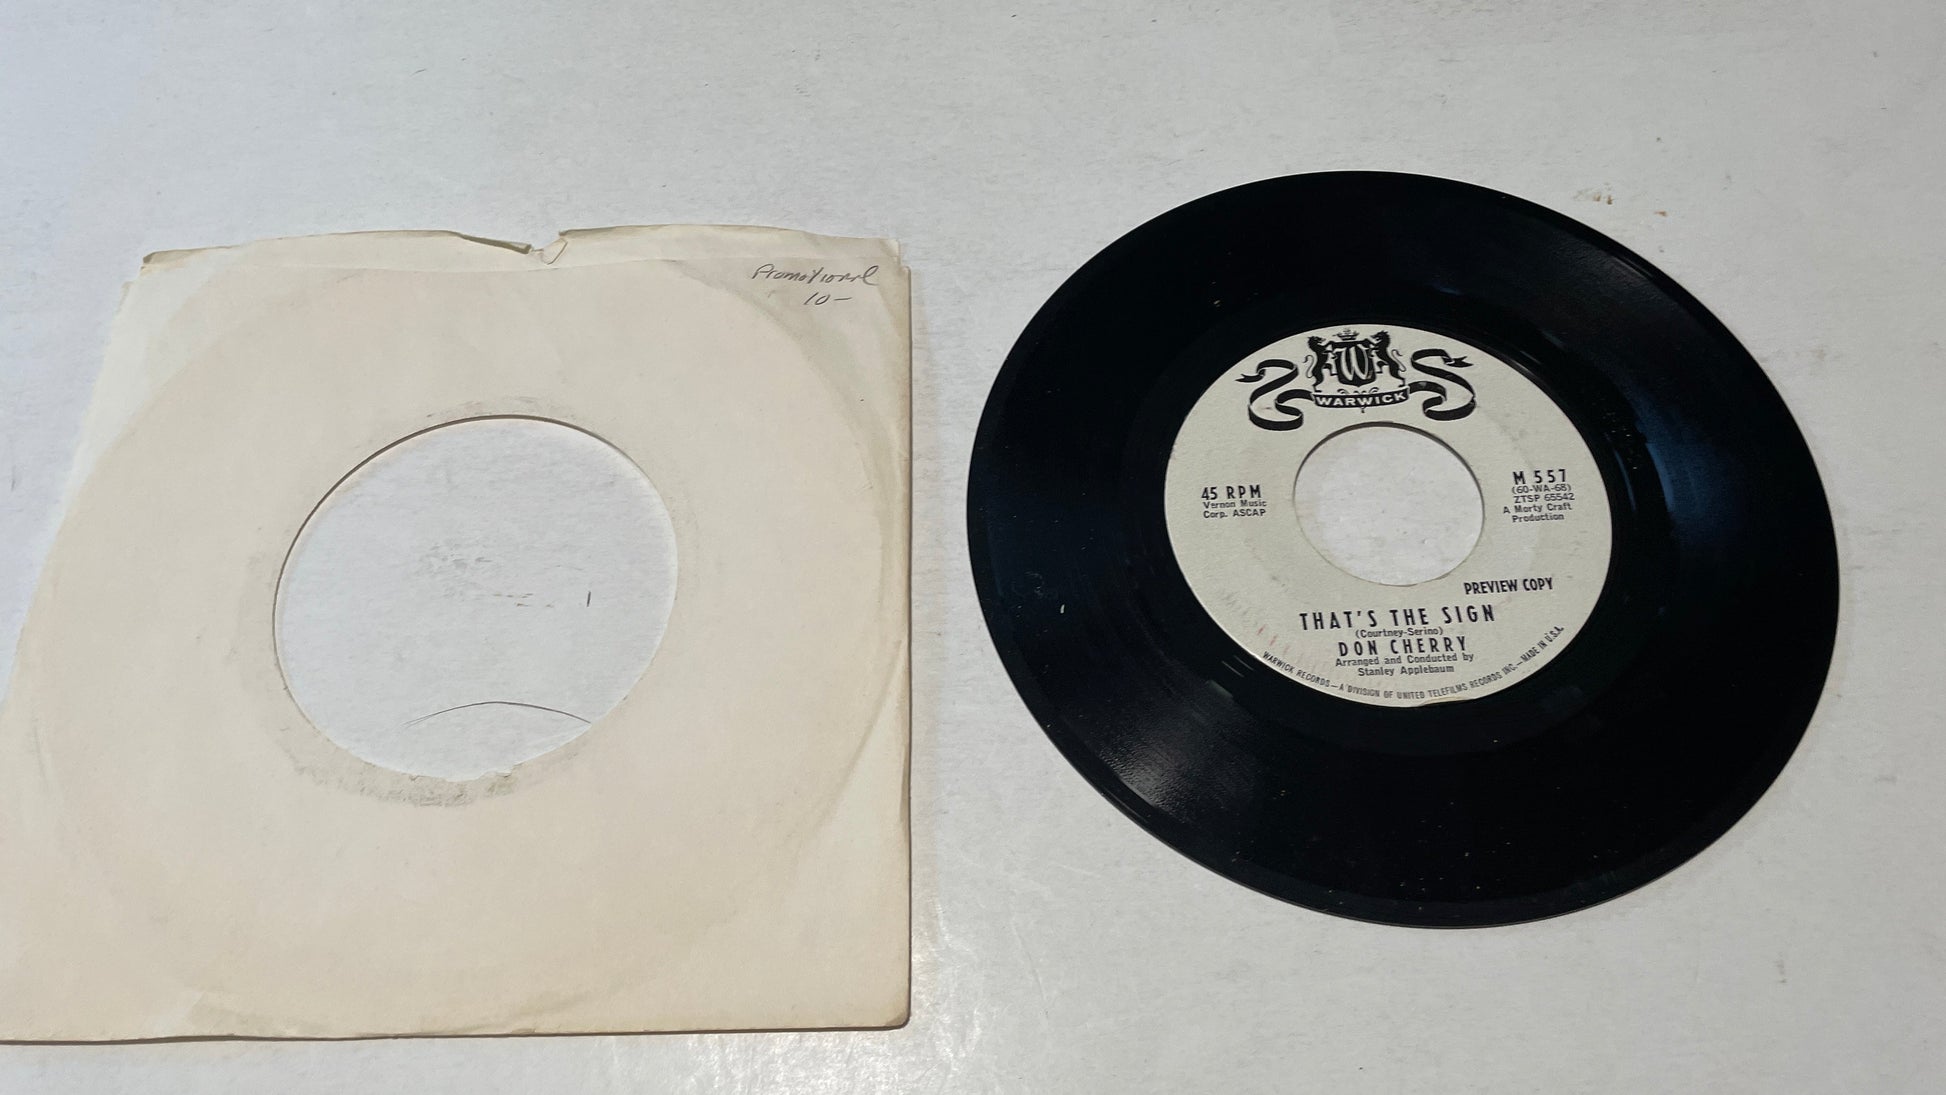 Promotional
10-
W
WARWICK
45 RPM
Vernon Music
Corp. ASCAP
M 557
(60-WA-68)
ZTSP 65542
A Morty Craft
Production
PREVIEW COPY
THAT'S THE SIGN
(Courtney-Serino)
DON CHERRY
Arranged and Conducted by
Stanley Applebaum
WARWICK RECORDS—A DIVISION OF UNITED TELEFILMS RECORDS INC.—MADE IN U.S.A.